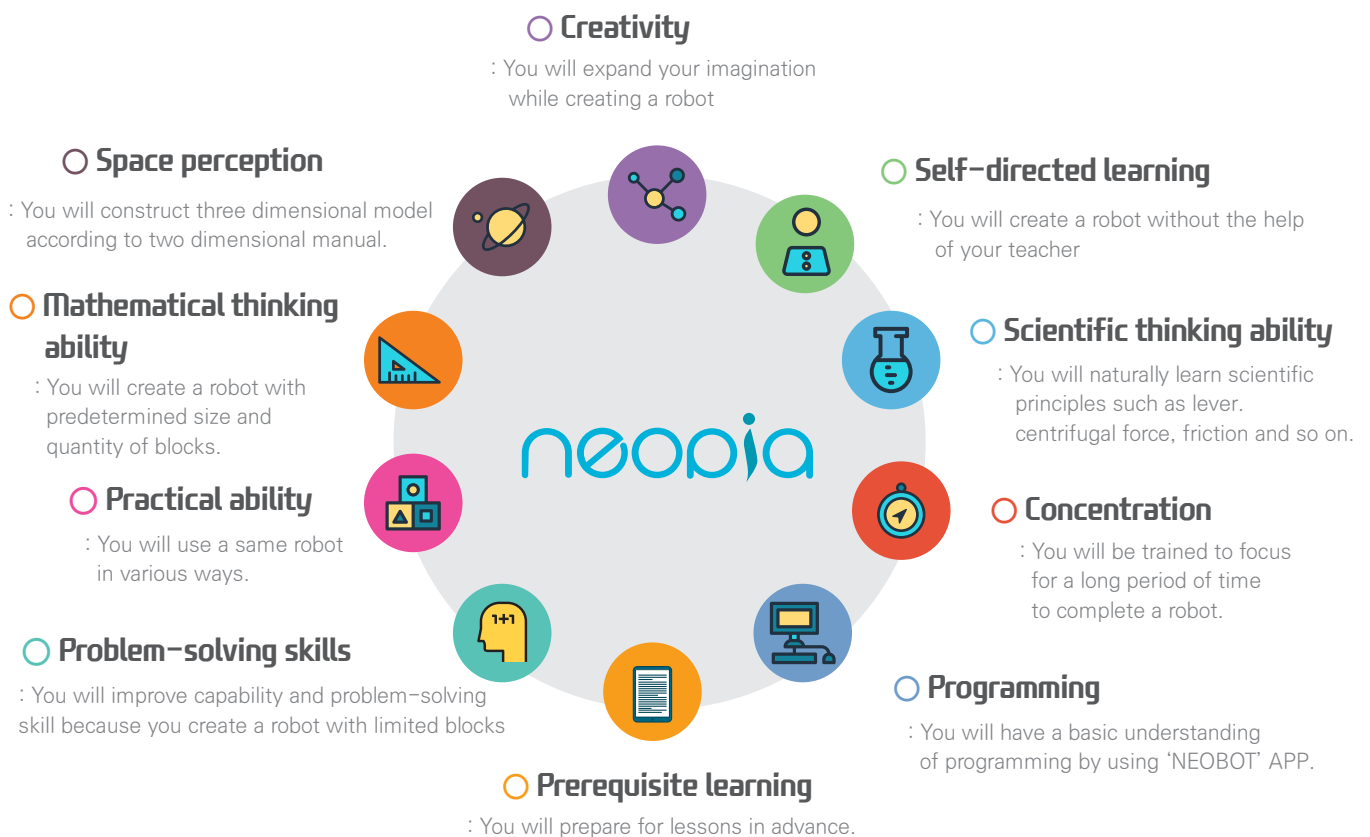 Creativity
: You will expand your imagination
while creating a robot
Self-directed learning
: You will create a robot without the help
of your teacher
Scientific thinking ability
: You will naturally learn scientific
principles such as lever.
centrifugal force, friction and so on.
Concentration
: You will be trained to focus
for a long period of time
to complete a robot.
Programming
: You will have a basic understanding
of programming by using ‘NEOBOT’ APP.
Prerequisite learning
: You will prepare for lessons in advance.
Problem-solving skills
: You will improve capability and problem-solving
skill because you create a robot with limited blocks
Practical ability
: You will use a same robot
in various ways.
Mathematical thinking
ability
: You will create a robot with
predetermined size and
quantity of blocks.
Space perception
: You will construct three dimensional model
according to two dimensional manual.
neopia
1+1